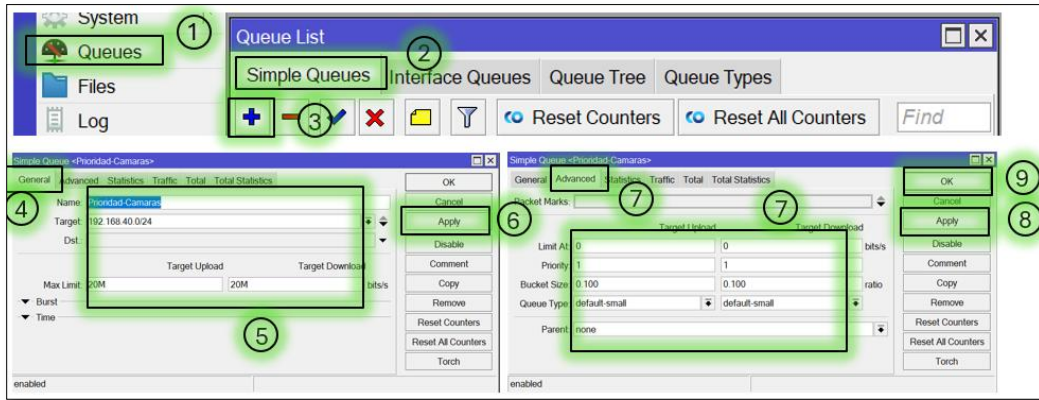 System
① Queues
Files
Log
Queue List
②
Simple Queues Interface Queues Queue Tree Queue Types
③ Reset Counters Reset All Counters Find
Simple Queue <Prioridad-Camaras>
④ General Advanced Statistics Traffic Total Total Statistics
Name: Prioridad-Camaras
Target: 192.168.40.0/24
Dst.:
Target Upload Target Download
Max Limit: 20M 20M bits/s
Burst
Time
⑤
OK
Cancel
Apply ⑥
Disable
Comment
Copy
Remove
Reset Counters
Reset All Counters
Torch
enabled
Simple Queue <Prioridad-Camaras>
General Advanced Statistics Traffic Total Total Statistics
Packet Marks: ⑦ ⑦
Target Upload Target Download
Limit At: 0 0 bits/s
Priority: 1 1
Bucket Size: 0.100 0.100 ratio
Queue Type: default-small default-small
Parent: none
OK ⑨
Cancel
Apply ⑧
Disable
Comment
Copy
Remove
Reset Counters
Reset All Counters
Torch
enabled